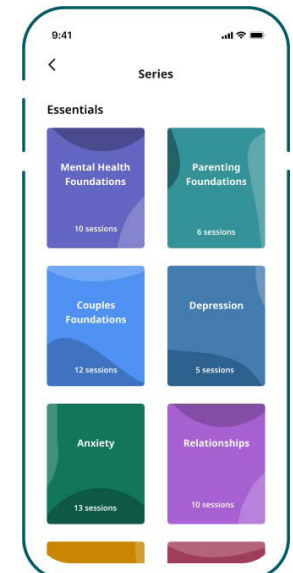 9:41
Series
Essentials
Mental Health
Foundations
10 sessions
Parenting
Foundations
6 sessions
Couples
Foundations
12 sessions
Depression
5 sessions
Anxiety
13 sessions
Relationships
10 sessions